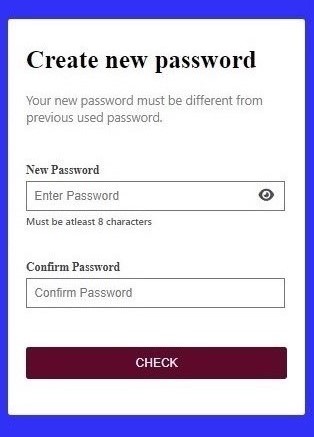 Create new password
Your new password must be different from
previous used password.
New Password
Enter Password
Must be atleast 8 characters
Confirm Password
Confirm Password
CHECK